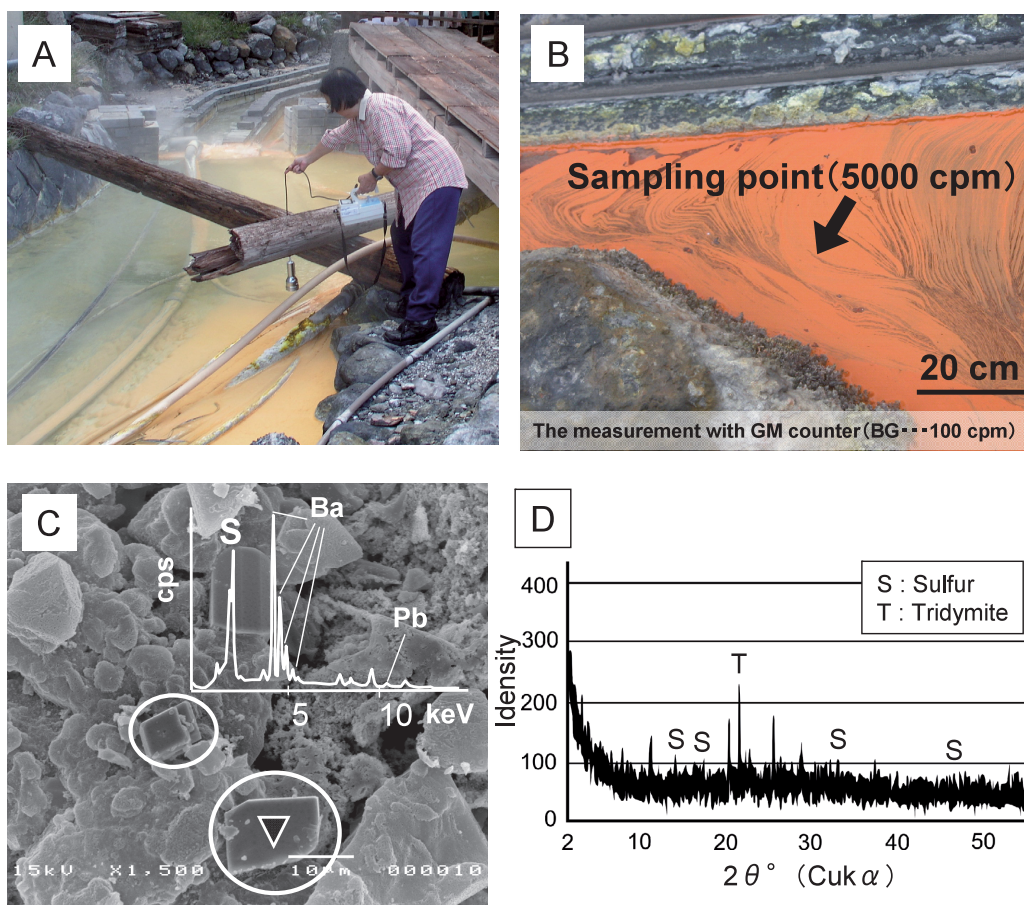 A
B
Sampling point(5000 cpm)
20 cm
The measurement with GM counter(BG···100 cpm)
C
S
Ba
Pb
cps
5
10
keV
15kV X1,500 10μm 000010
D
S : Sulfur
T : Tridymite
400
300
200
100
0
Idensity
T
S
S
S
S
2
10
20
30
40
50
2θ° (Cukα)